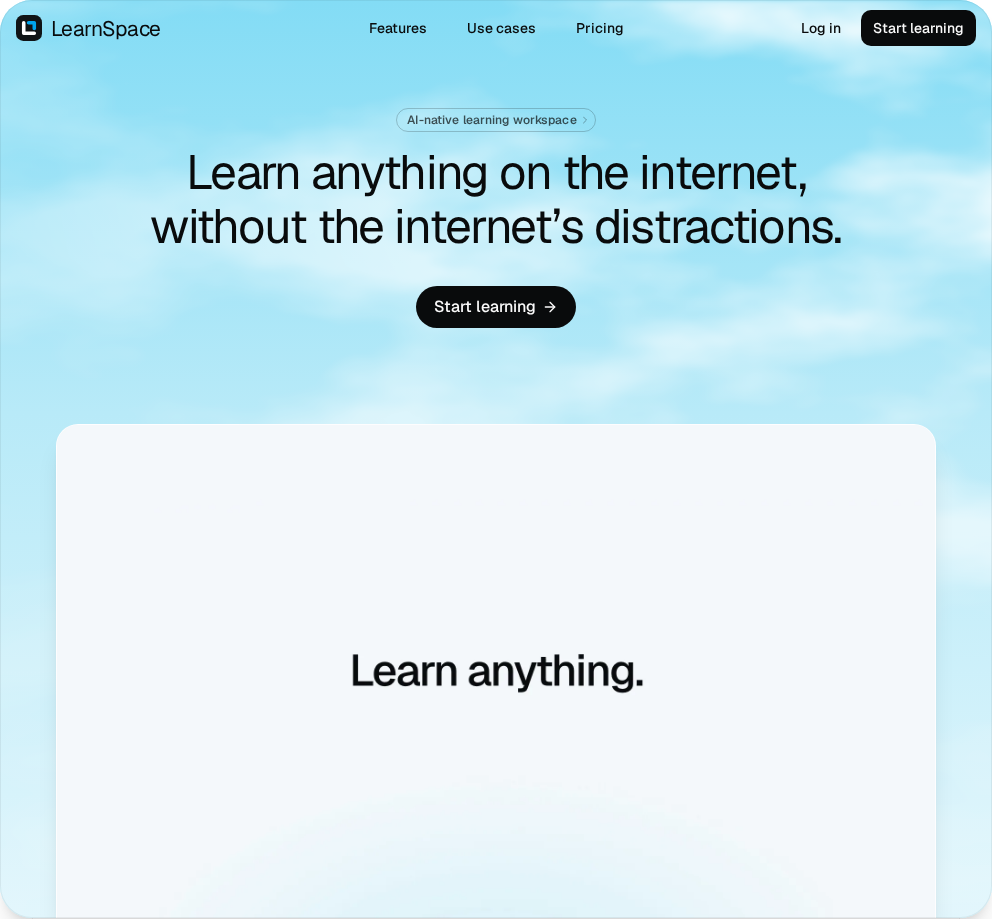 LearnSpace
Features
Use cases
Pricing
Log in
Start learning
AI-native learning workspace
Learn anything on the internet,
without the internet’s distractions.
Start learning →
Learn anything.